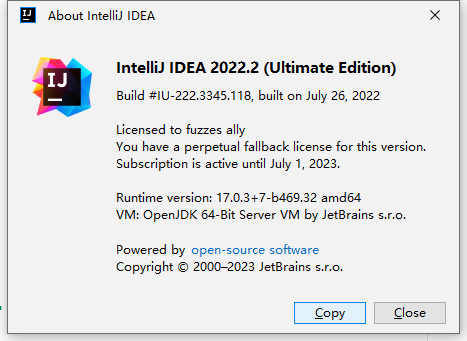 About IntelliJ IDEA
IJ
IntelliJ IDEA 2022.2 (Ultimate Edition)
Build #IU-222.3345.118, built on July 26, 2022
Licensed to fuzzes ally
You have a perpetual fallback license for this version.
Subscription is active until July 1, 2023.
Runtime version: 17.0.3+7-b469.32 amd64
VM: OpenJDK 64-Bit Server VM by JetBrains s.r.o.
Powered by open-source software
Copyright © 2000–2023 JetBrains s.r.o.
Copy Close